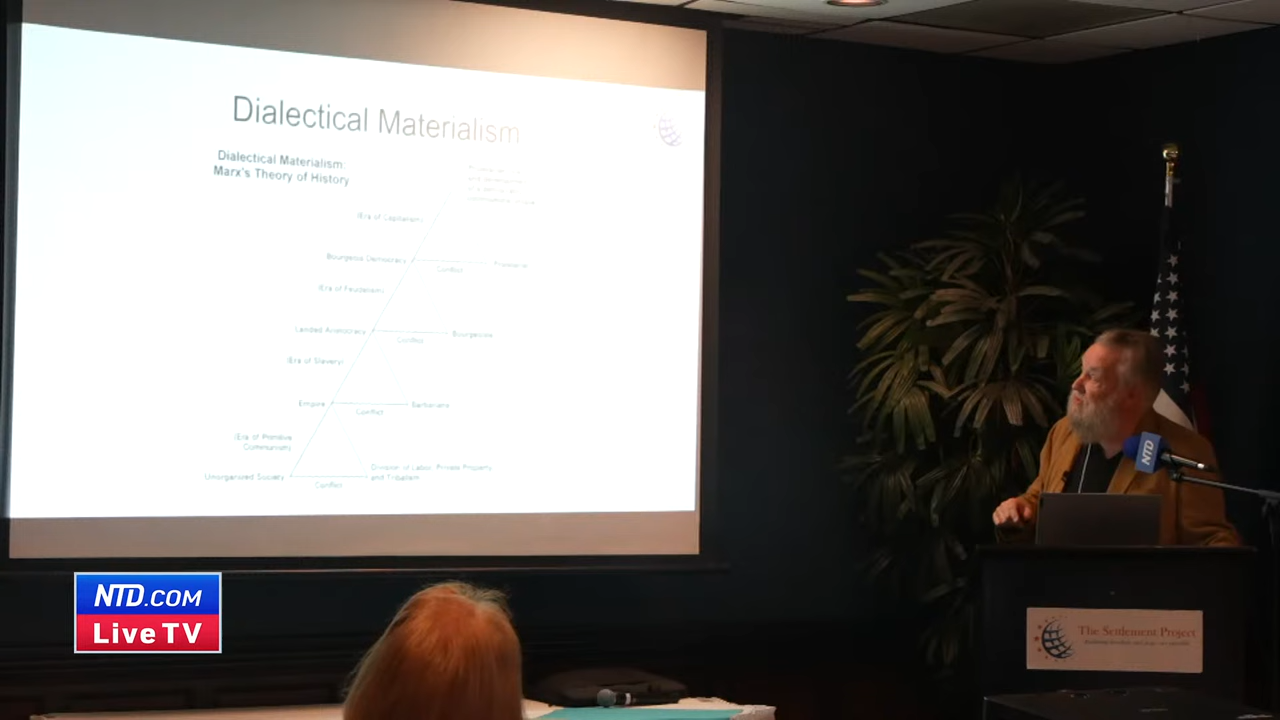 Dialectical Materialism
Dialectical Materialism:
Marx's Theory of History
(Era of Capitalism)
Bourgeois Democracy
Conflict
Proletariat
(Era of Feudalism)
Landed Aristocracy
Conflict
Bourgeoisie
(Era of Slavery)
Empire
Conflict
Barbarians
(Era of Primitive
Communism)
Unorganized Society
Conflict
Division of Labor, Private Property
and Tribalism
NTD
The Settlement Project
NTD.COM
Live TV